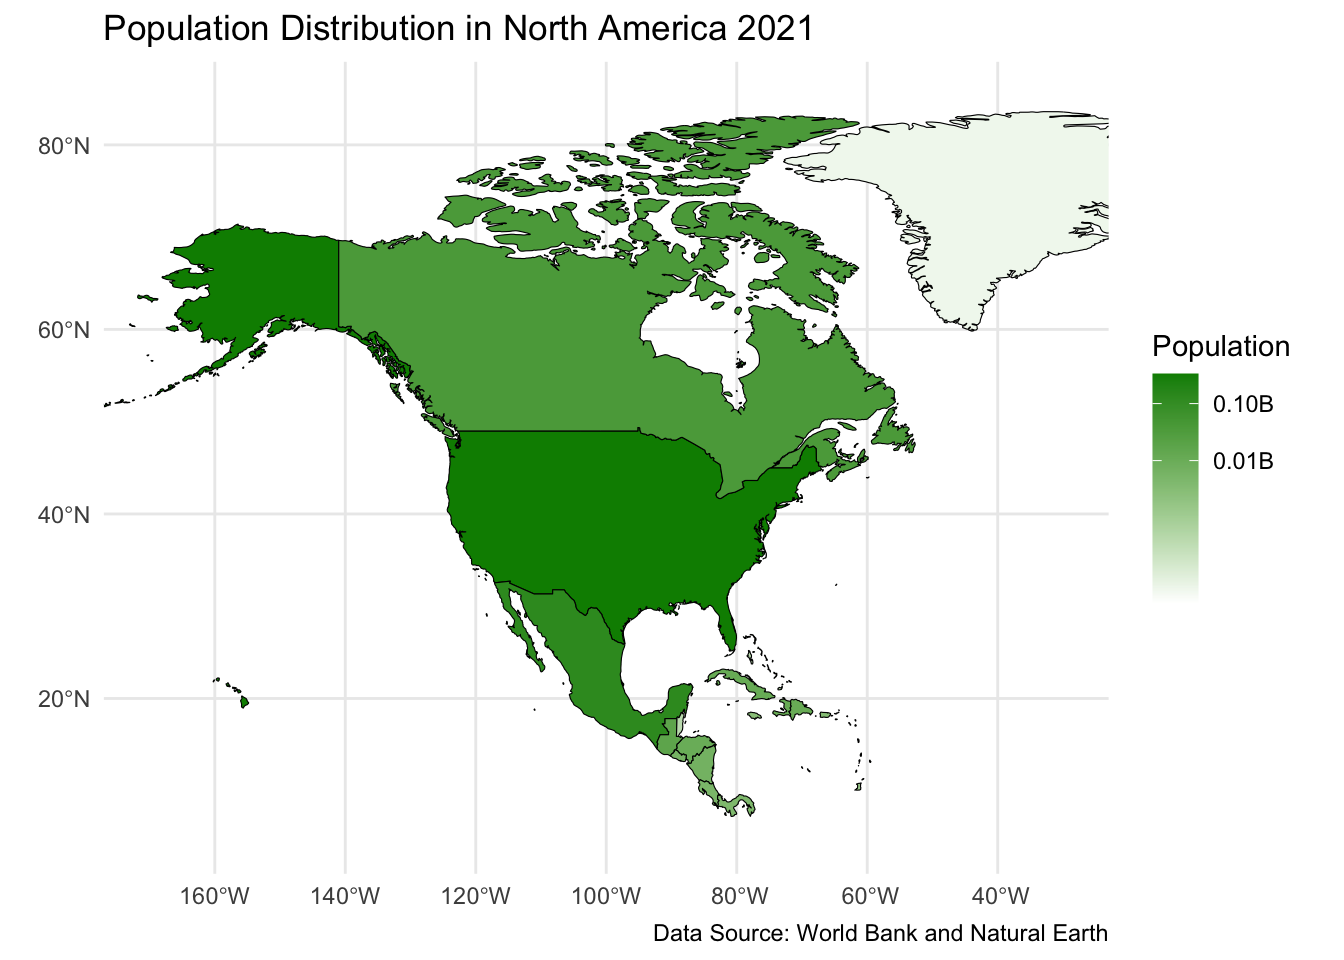 Population Distribution in North America 2021
80°N
60°N
40°N
20°N
160°W
140°W
120°W
100°W
80°W
60°W
40°W
Population
0.10B
0.01B
Data Source: World Bank and Natural Earth